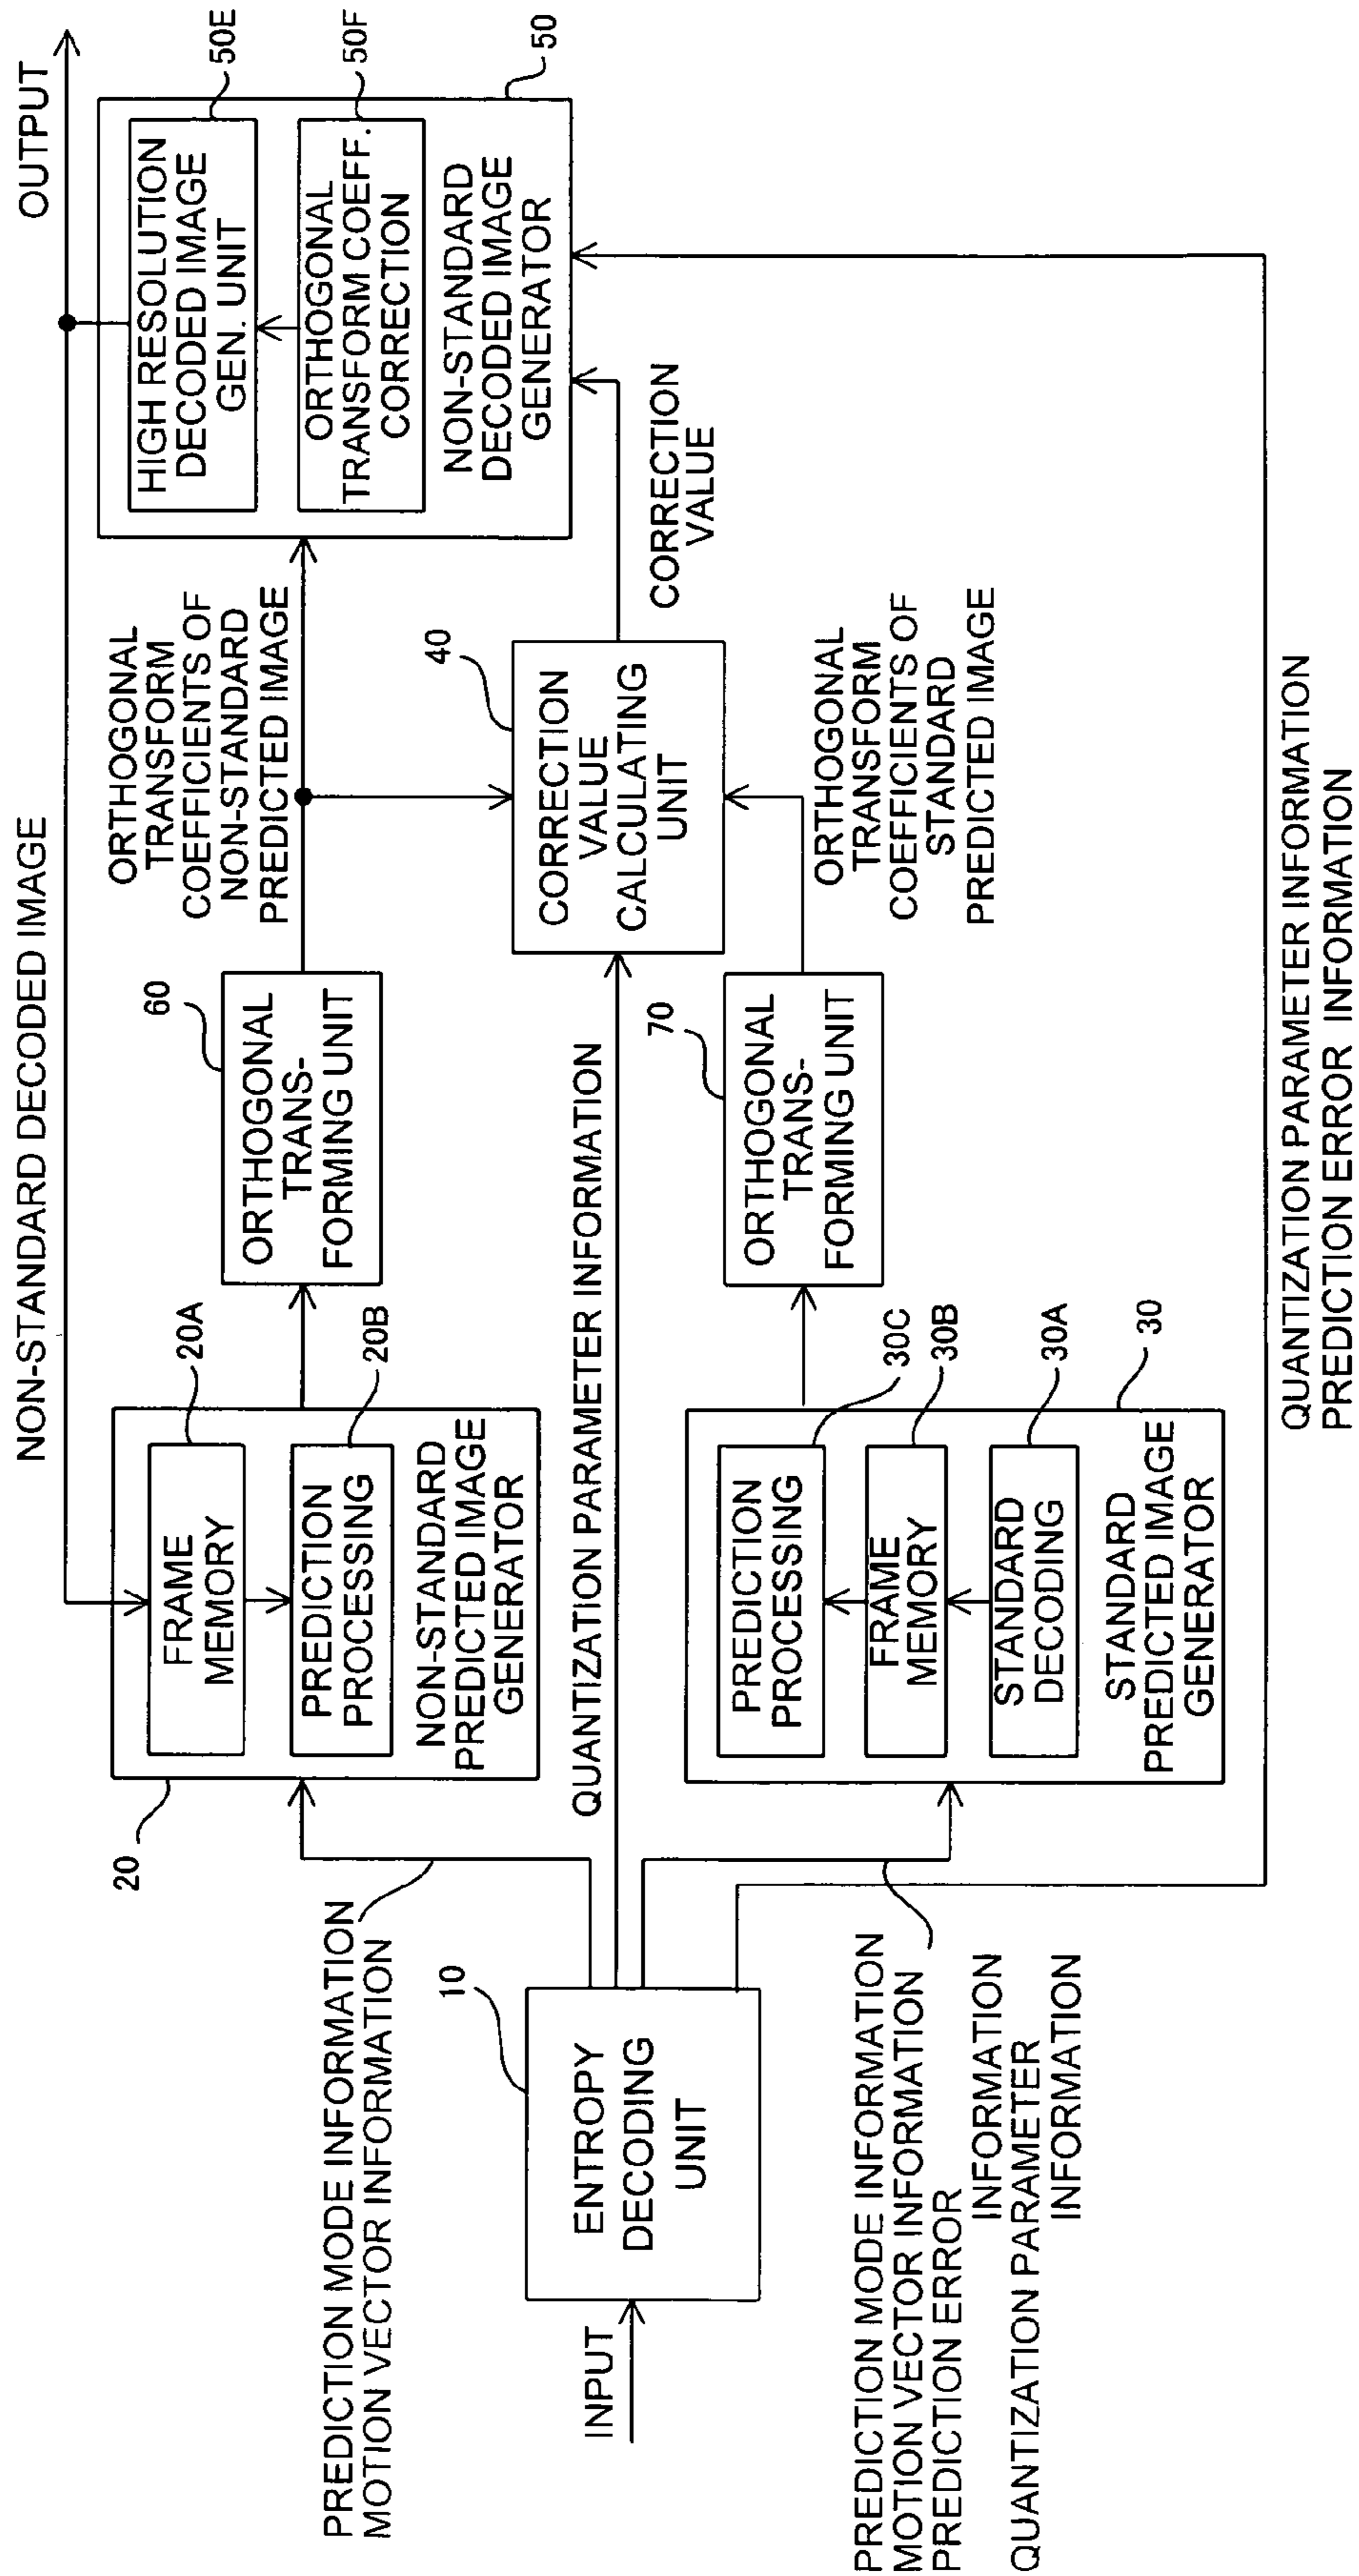 NON-STANDARD DECODED IMAGE
OUTPUT
INPUT
10
ENTROPY
DECODING
UNIT
PREDICTION MODE INFORMATION
MOTION VECTOR INFORMATION
20
20A
FRAME
MEMORY
20B
PREDICTION
PROCESSING
NON-STANDARD
PREDICTED IMAGE
GENERATOR
60
ORTHOGONAL
TRANS-
FORMING UNIT
ORTHOGONAL
TRANSFORM
COEFFICIENTS OF
NON-STANDARD
PREDICTED IMAGE
50E
HIGH RESOLUTION
DECODED IMAGE
GEN. UNIT
50F
ORTHOGONAL
TRANSFORM COEFF.
CORRECTION
50
NON-STANDARD
DECODED IMAGE
GENERATOR
QUANTIZATION PARAMETER INFORMATION
40
CORRECTION
VALUE
CALCULATING
UNIT
CORRECTION
VALUE
PREDICTION MODE INFORMATION
MOTION VECTOR INFORMATION
PREDICTION ERROR
INFORMATION
QUANTIZATION PARAMETER
INFORMATION
30C
PREDICTION
PROCESSING
30B
FRAME
MEMORY
30A
STANDARD
DECODING
30
STANDARD
PREDICTED IMAGE
GENERATOR
70
ORTHOGONAL
TRANS-
FORMING UNIT
ORTHOGONAL
TRANSFORM
COEFFICIENTS OF
STANDARD
PREDICTED IMAGE
QUANTIZATION PARAMETER INFORMATION
PREDICTION ERROR INFORMATION